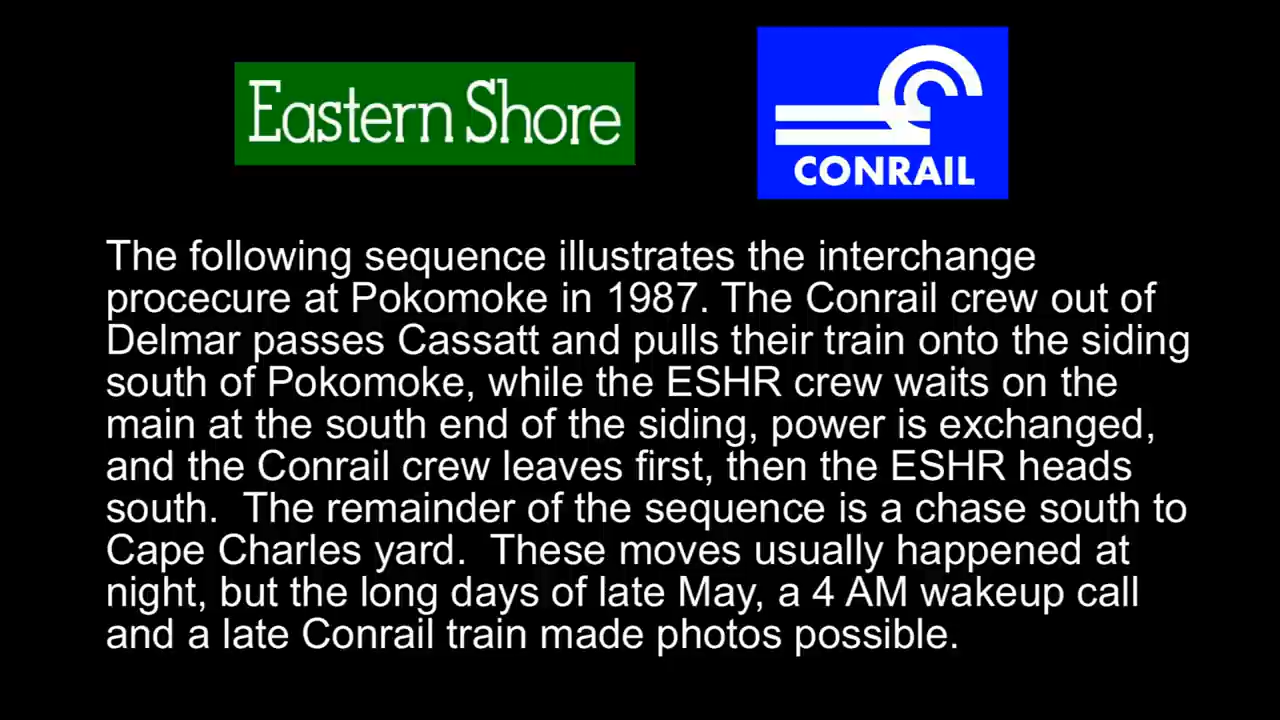 Eastern Shore
CONRAIL
The following sequence illustrates the interchange
procecure at Pokomoke in 1987. The Conrail crew out of
Delmar passes Cassatt and pulls their train onto the siding
south of Pokomoke, while the ESHR crew waits on the
main at the south end of the siding, power is exchanged,
and the Conrail crew leaves first, then the ESHR heads
south.  The remainder of the sequence is a chase south to
Cape Charles yard.  These moves usually happened at
night, but the long days of late May, a 4 AM wakeup call
and a late Conrail train made photos possible.